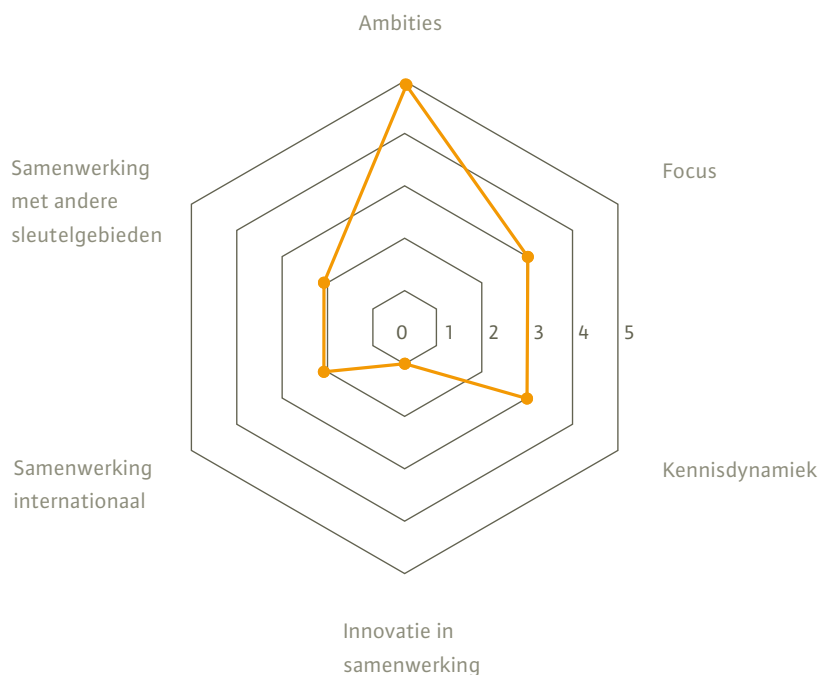 Ambities
Samenwerking
met andere
sleutelgebieden
Focus
0 1 2 3 4 5
Samenwerking
internationaal
Kennisdynamiek
Innovatie in
samenwerking